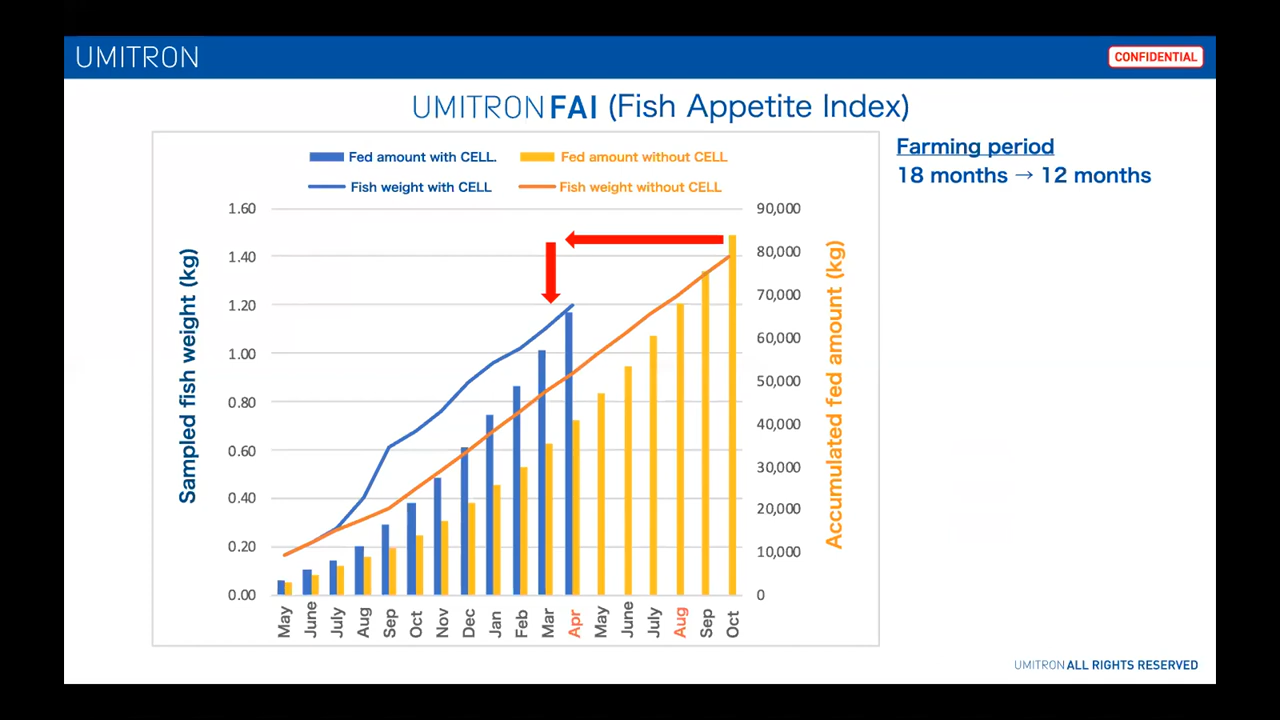 UMITRON
CONFIDENTIAL
UMITRON FAI (Fish Appetite Index)
Fed amount with CELL.
Fed amount without CELL
Fish weight with CELL
Fish weight without CELL
Farming period
18 months → 12 months
Sampled fish weight (kg)
1.60
1.40
1.20
1.00
0.80
0.60
0.40
0.20
0.00
90,000
80,000
70,000
60,000
50,000
40,000
30,000
20,000
10,000
0
Accumulated fed amount (kg)
May June July Aug Sep Oct Nov Dec Jan Feb Mar Apr May June July Aug Sep Oct
UMITRON ALL RIGHTS RESERVED